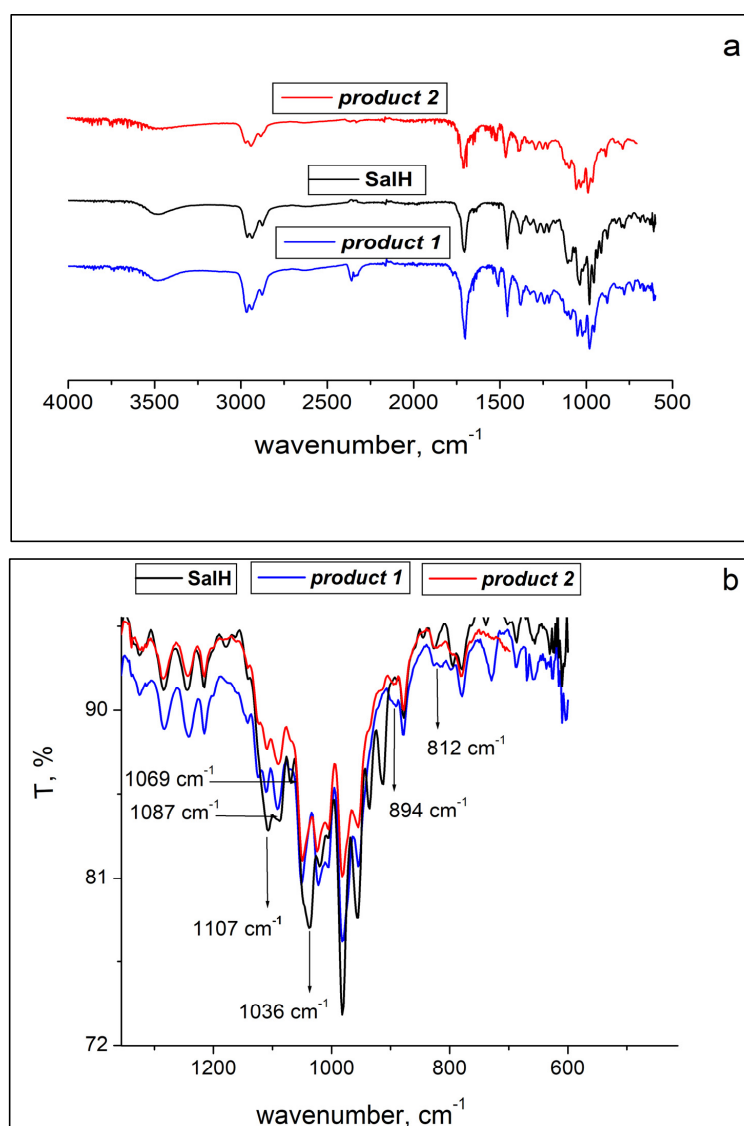 a
product 2
SalH
product 1
4000 3500 3000 2500 2000 1500 1000 500
wavenumber, cm⁻¹
SalH product 1 product 2 b
90
81
72
T, %
1069 cm⁻¹
1087 cm⁻¹
1107 cm⁻¹
1036 cm⁻¹
812 cm⁻¹
894 cm⁻¹
1200 1000 800 600
wavenumber, cm⁻¹